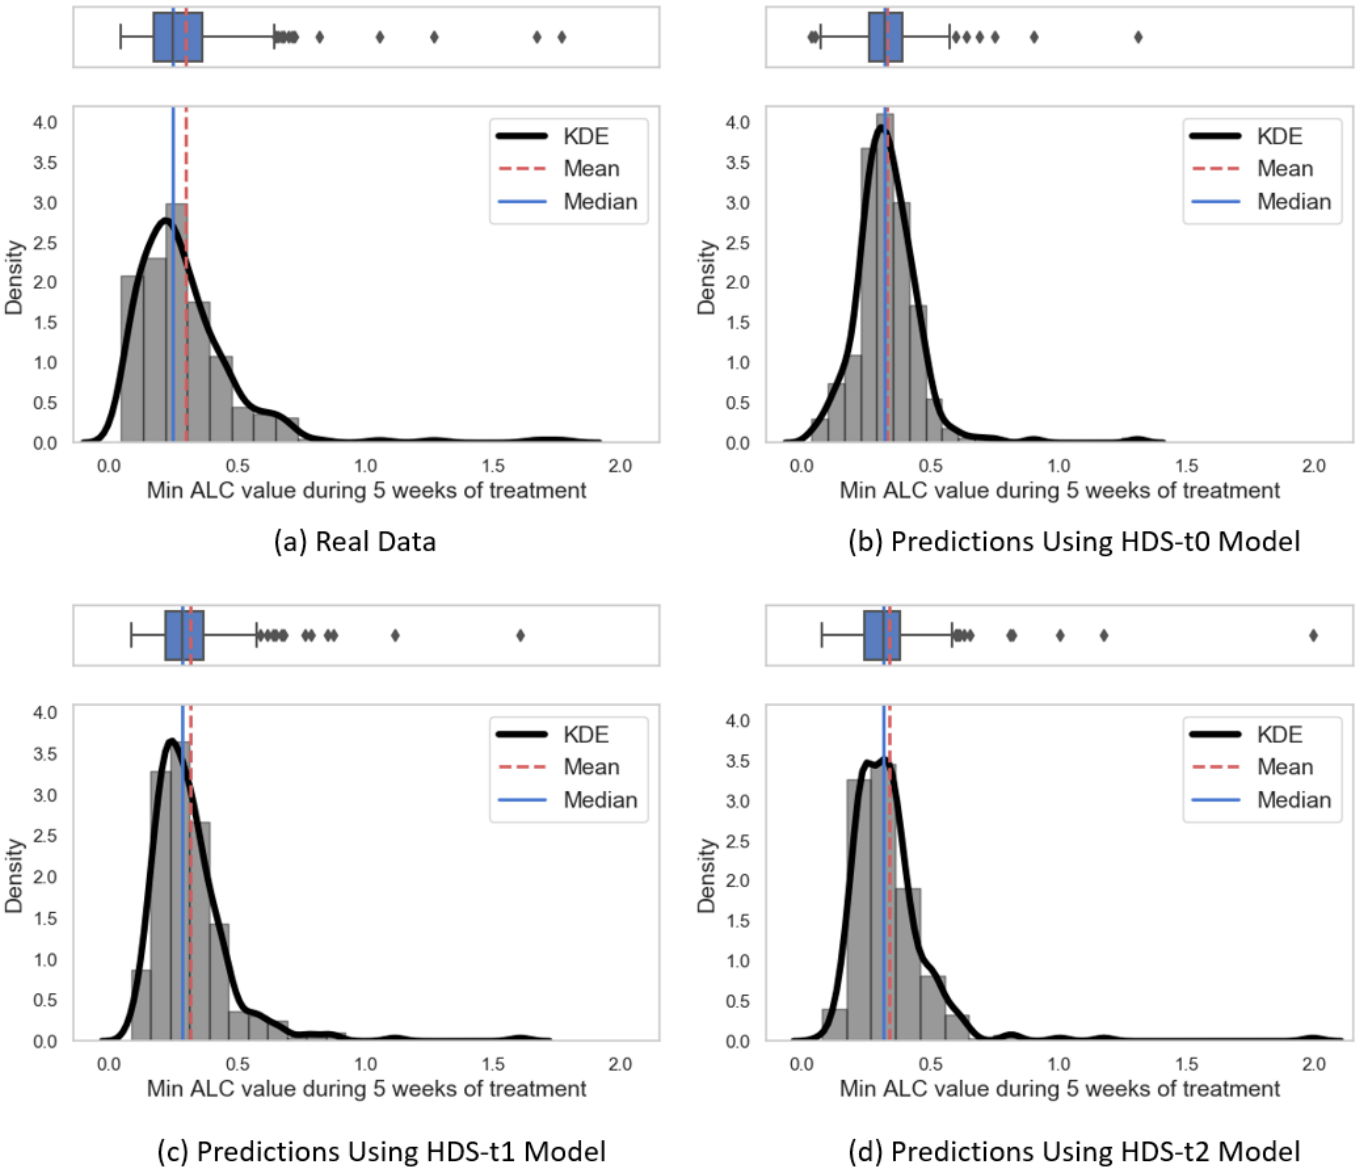 4.0
3.5
3.0
2.5
2.0
1.5
1.0
0.5
0.0
Density
KDE
Mean
Median
0.0 0.5 1.0 1.5 2.0
Min ALC value during 5 weeks of treatment
(a) Real Data
4.0
3.5
3.0
2.5
2.0
1.5
1.0
0.5
0.0
Density
KDE
Mean
Median
0.0 0.5 1.0 1.5 2.0
Min ALC value during 5 weeks of treatment
(b) Predictions Using HDS-t0 Model
4.0
3.5
3.0
2.5
2.0
1.5
1.0
0.5
0.0
Density
KDE
Mean
Median
0.0 0.5 1.0 1.5 2.0
Min ALC value during 5 weeks of treatment
(c) Predictions Using HDS-t1 Model
4.0
3.5
3.0
2.5
2.0
1.5
1.0
0.5
0.0
Density
KDE
Mean
Median
0.0 0.5 1.0 1.5 2.0
Min ALC value during 5 weeks of treatment
(d) Predictions Using HDS-t2 Model